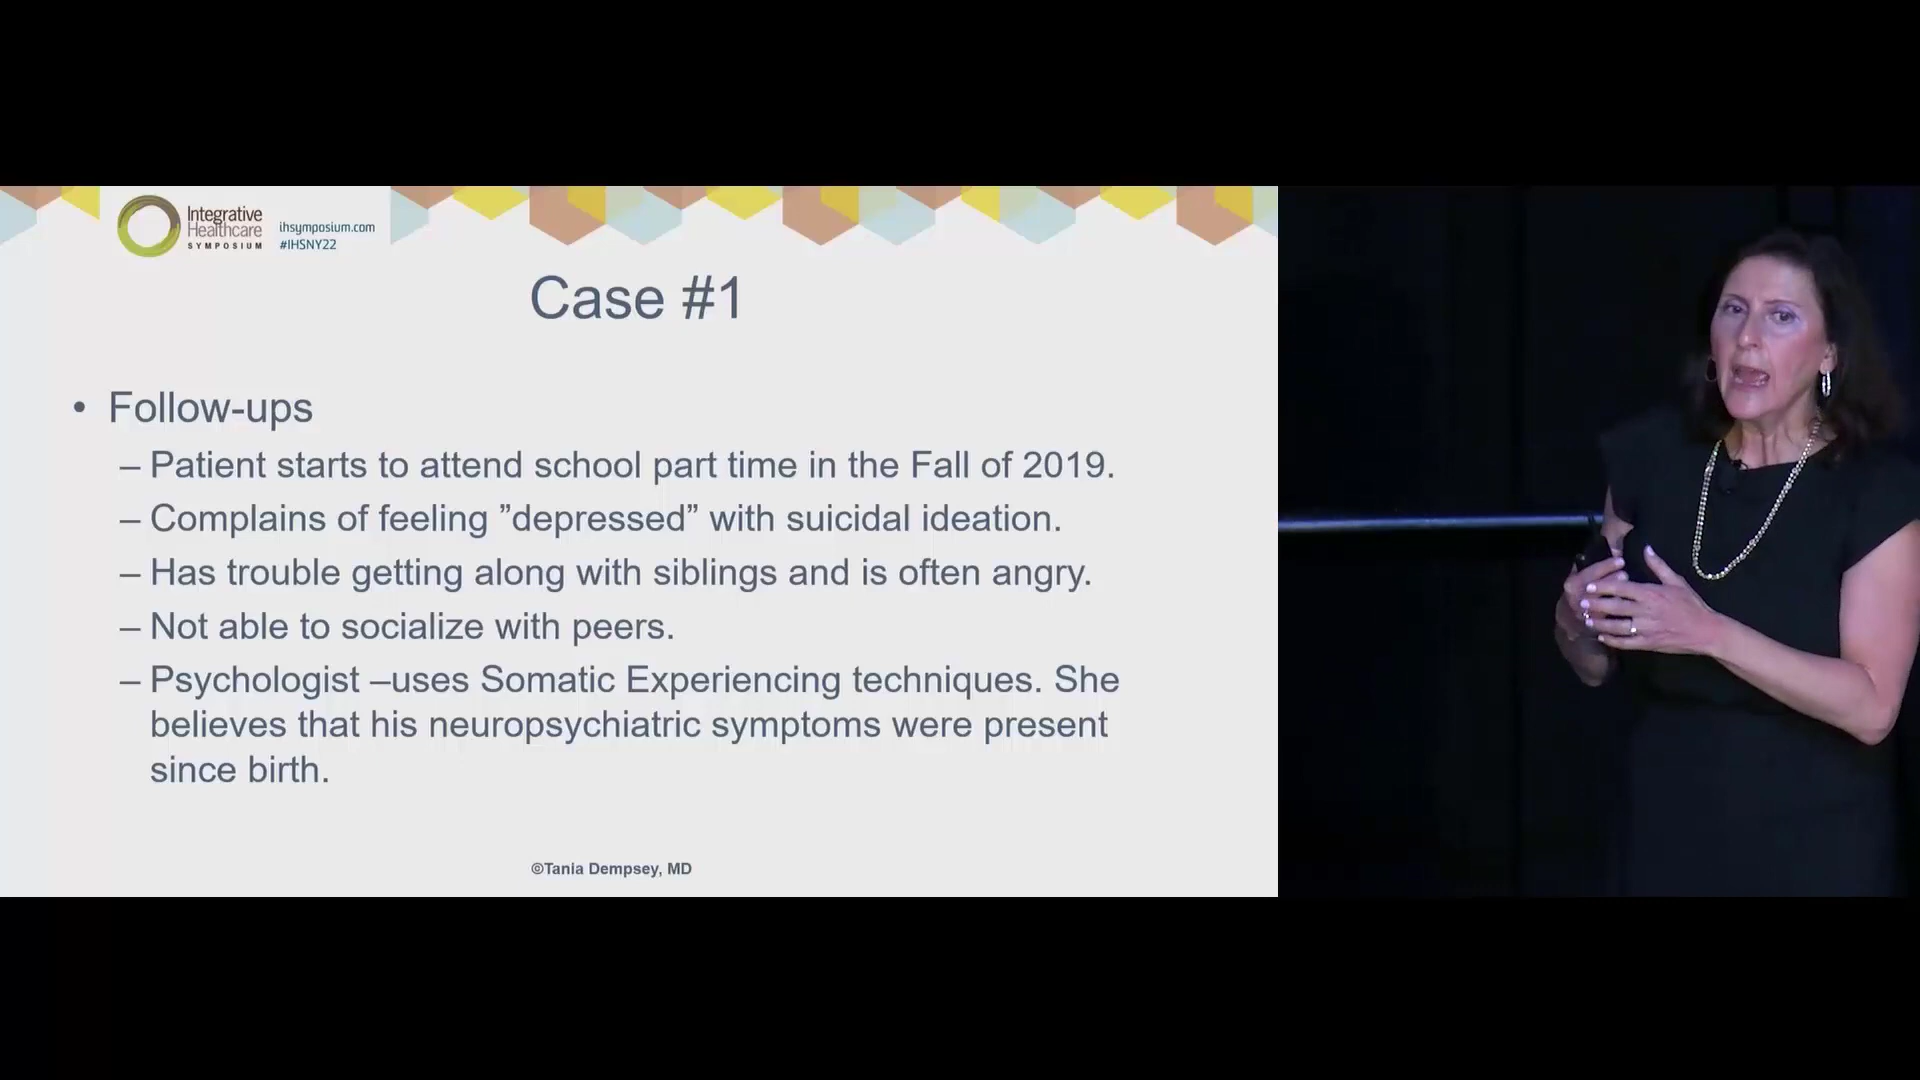 Integrative
Healthcare
SYMPOSIUM
ihsymposium.com
#IHSNY22
Case #1
• Follow-ups
– Patient starts to attend school part time in the Fall of 2019.
– Complains of feeling ”depressed” with suicidal ideation.
– Has trouble getting along with siblings and is often angry.
– Not able to socialize with peers.
– Psychologist –uses Somatic Experiencing techniques. She
believes that his neuropsychiatric symptoms were present
since birth.
©Tania Dempsey, MD